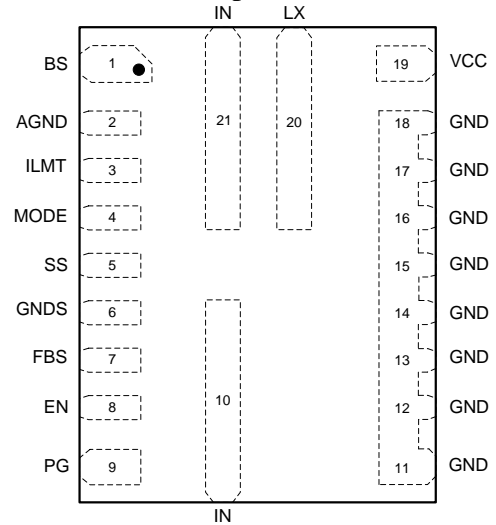 IN LX
BS 1 19 VCC
AGND 2 21 20 18 GND
ILMT 3 17 GND
MODE 4 16 GND
SS 5 15 GND
GNDS 6 14 GND
FBS 7 13 GND
EN 8 10 12 GND
PG 9 11 GND
IN